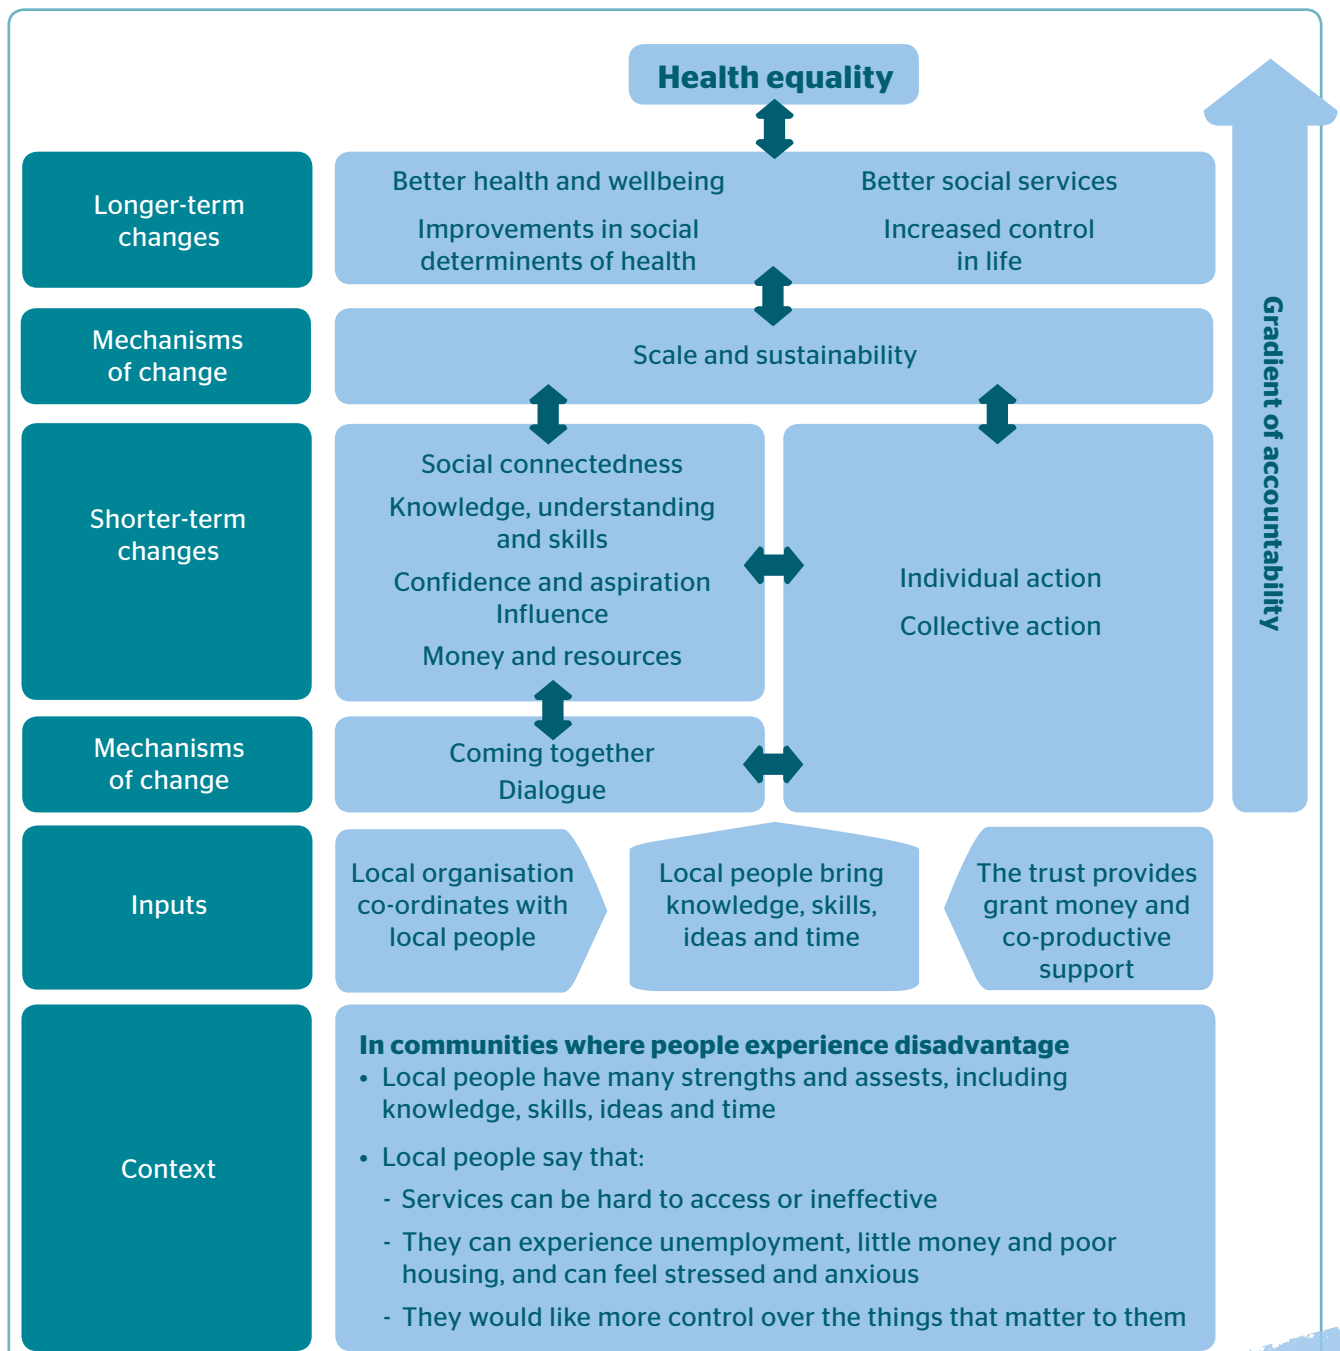 Health equality
Longer-term
changes
Better health and wellbeing
Improvements in social
determinents of health
Better social services
Increased control
in life
Mechanisms
of change
Scale and sustainability
Shorter-term
changes
Social connectedness
Knowledge, understanding
and skills
Confidence and aspiration
Influence
Money and resources
Individual action
Collective action
Mechanisms
of change
Coming together
Dialogue
Inputs
Local organisation
co-ordinates with
local people
Local people bring
knowledge, skills,
ideas and time
The trust provides
grant money and
co-productive
support
Context
In communities where people experience disadvantage
• Local people have many strengths and assests, including
knowledge, skills, ideas and time
• Local people say that:
- Services can be hard to access or ineffective
- They can experience unemployment, little money and poor
housing, and can feel stressed and anxious
- They would like more control over the things that matter to them
Gradient of accountability